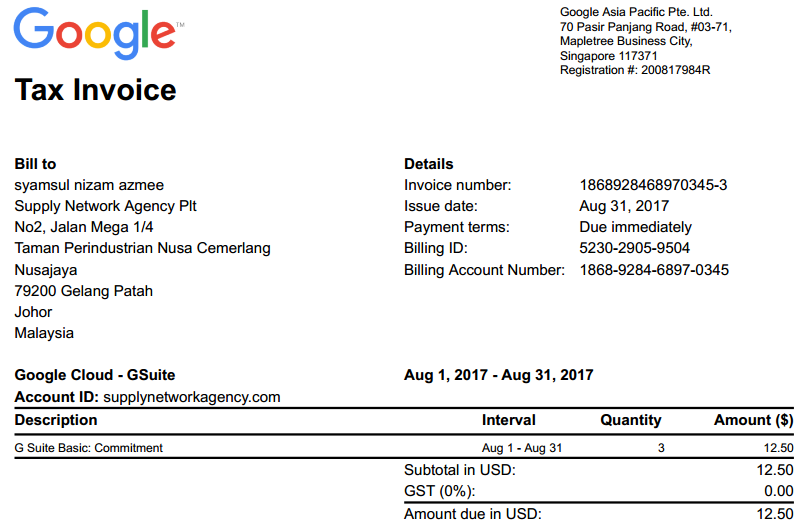 Google™
Google Asia Pacific Pte. Ltd.
70 Pasir Panjang Road, #03-71,
Mapletree Business City,
Singapore 117371
Registration #: 200817984R
Tax Invoice
Bill to
syamsul nizam azmee
Supply Network Agency Plt
No2, Jalan Mega 1/4
Taman Perindustrian Nusa Cemerlang
Nusajaya
79200 Gelang Patah
Johor
Malaysia
Details
Invoice number: 1868928468970345-3
Issue date: Aug 31, 2017
Payment terms: Due immediately
Billing ID: 5230-2905-9504
Billing Account Number: 1868-9284-6897-0345
Google Cloud - GSuite Aug 1, 2017 - Aug 31, 2017
Account ID: supplynetworkagency.com
Description Interval Quantity Amount ($)
G Suite Basic: Commitment Aug 1 - Aug 31 3 12.50
Subtotal in USD: 12.50
GST (0%): 0.00
Amount due in USD: 12.50